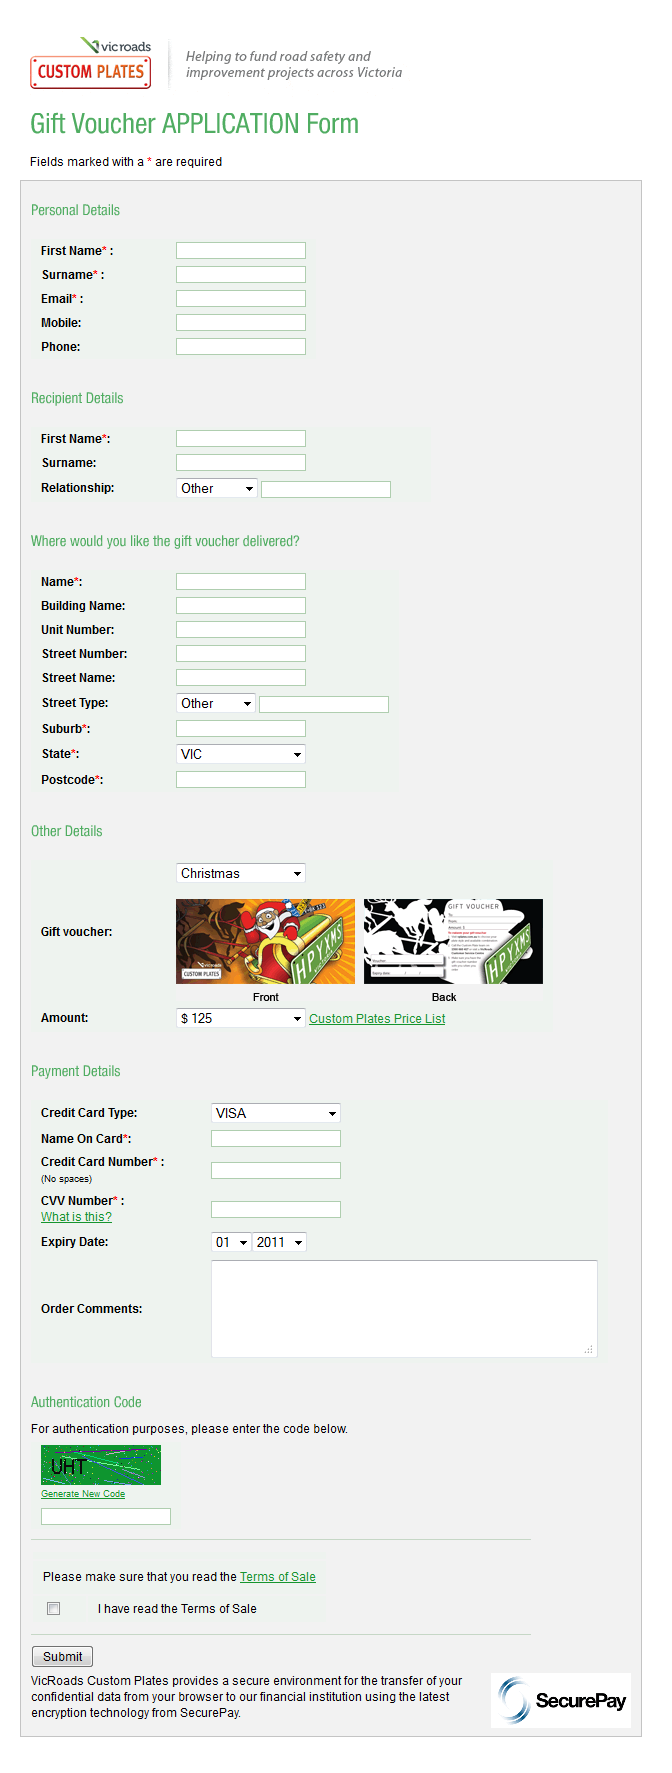 vicroads
CUSTOM PLATES
Helping to fund road safety and
improvement projects across Victoria
Gift Voucher APPLICATION Form
Fields marked with a * are required
Personal Details
First Name* :
Surname* :
Email* :
Mobile:
Phone:
Recipient Details
First Name*:
Surname:
Relationship: Other
Where would you like the gift voucher delivered?
Name*:
Building Name:
Unit Number:
Street Number:
Street Name:
Street Type: Other
Suburb*:
State*: VIC
Postcode*:
Other Details
Christmas
Gift voucher:
HPYXMS
vicroads
CUSTOM PLATES
GIFT VOUCHER
To
From
Amount $
HPYXMS
Front Back
Amount: $ 125 Custom Plates Price List
Payment Details
Credit Card Type: VISA
Name On Card*:
Credit Card Number* :
(No spaces)
CVV Number* :
What is this?
Expiry Date: 01 2011
Order Comments:
Authentication Code
For authentication purposes, please enter the code below.
UHT
Generate New Code
Please make sure that you read the Terms of Sale
I have read the Terms of Sale
Submit
VicRoads Custom Plates provides a secure environment for the transfer of your
confidential data from your browser to our financial institution using the latest
encryption technology from SecurePay.
SecurePay